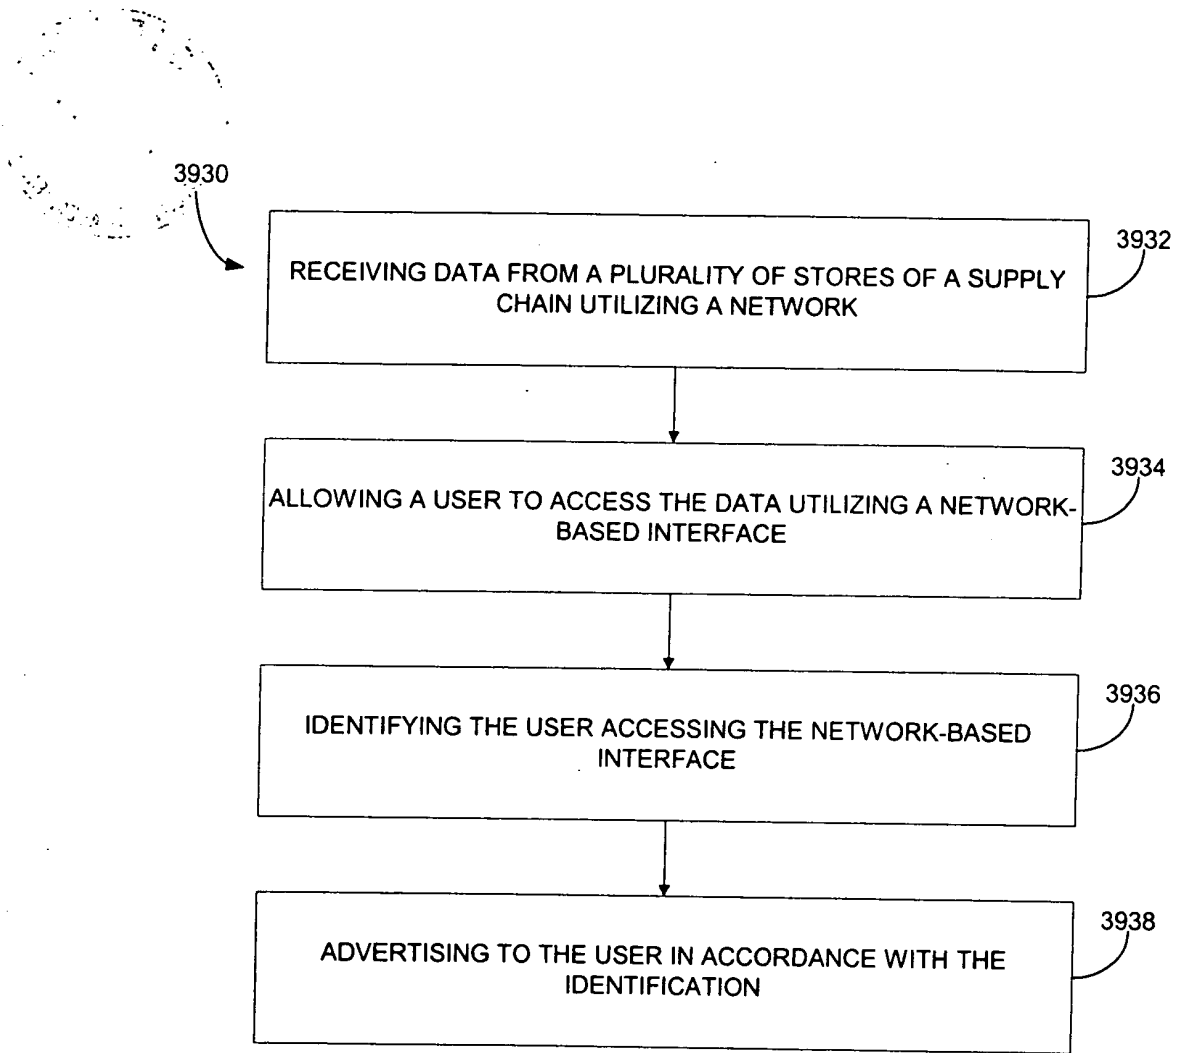 3930
3932
RECEIVING DATA FROM A PLURALITY OF STORES OF A SUPPLY
CHAIN UTILIZING A NETWORK
3934
ALLOWING A USER TO ACCESS THE DATA UTILIZING A NETWORK-
BASED INTERFACE
3936
IDENTIFYING THE USER ACCESSING THE NETWORK-BASED
INTERFACE
3938
ADVERTISING TO THE USER IN ACCORDANCE WITH THE
IDENTIFICATION